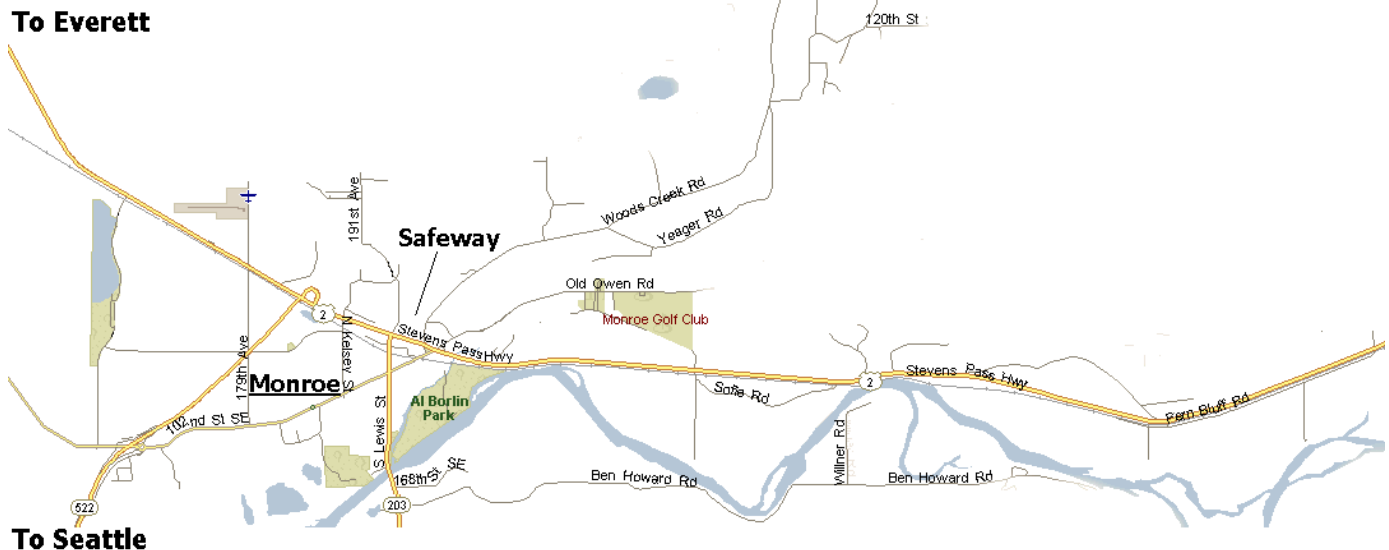 To Everett
120th St
191st Ave
Woods Creek Rd
Yeager Rd
Safeway
Old Owen Rd
Monroe Golf Club
2
Stevens Pass Hwy
N Kelsey St
179th Ave
Monroe
102nd St SE
Al Borlin
Park
S Lewis St
Sofie Rd
2
Stevens Pass Hwy
Fern Bluff Rd
Willner Rd
168th St SE
Ben Howard Rd
Ben Howard Rd
522
203
To Seattle